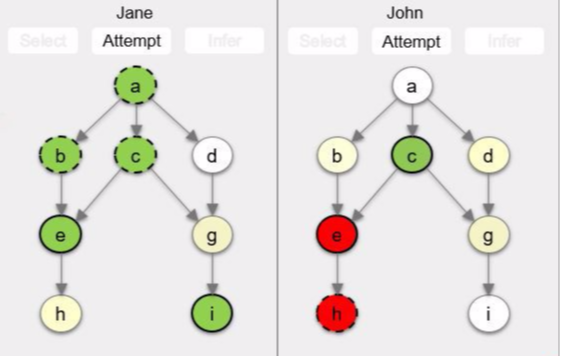 Jane John
Select Attempt Infer Select Attempt Infer
a a
b c d b c d
e g e g
h i h i